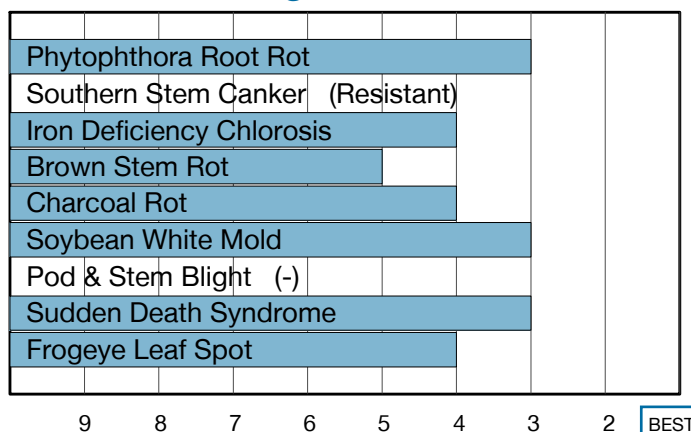 Phytophthora Root Rot
Southern Stem Canker (Resistant)
Iron Deficiency Chlorosis
Brown Stem Rot
Charcoal Rot
Soybean White Mold
Pod & Stem Blight (-)
Sudden Death Syndrome
Frogeye Leaf Spot
9 8 7 6 5 4 3 2 BEST